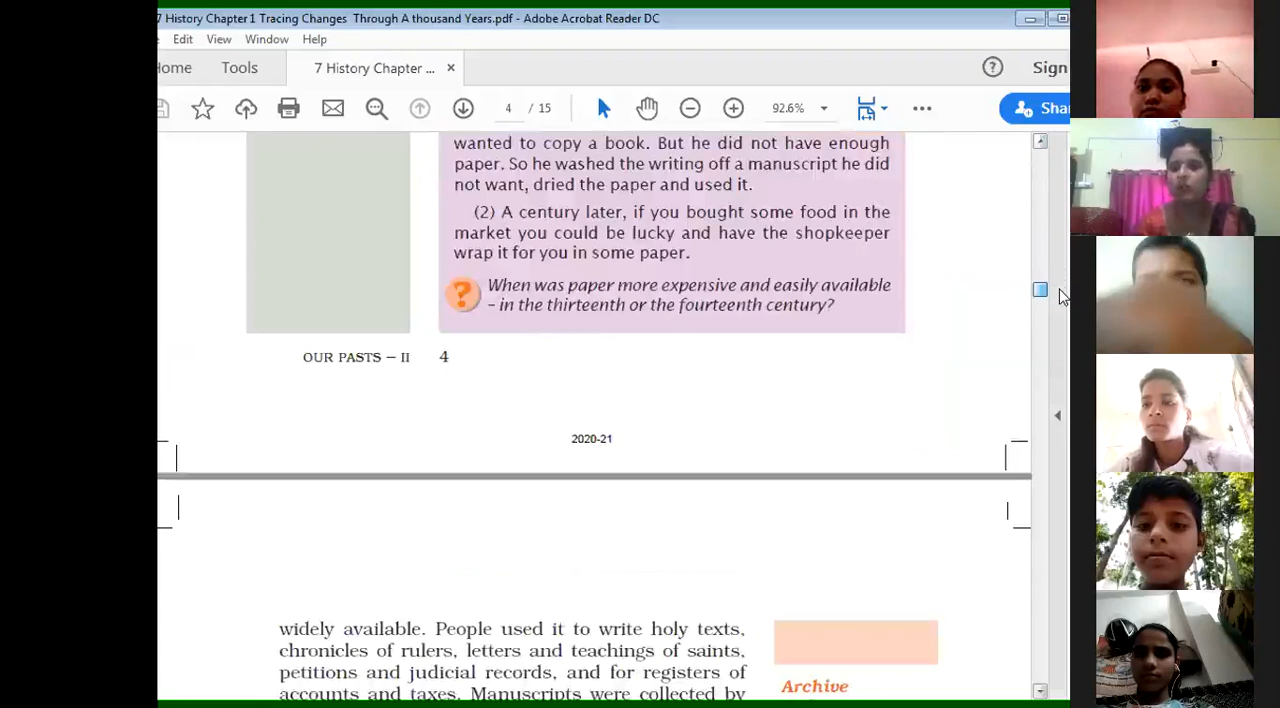 7 History Chapter 1 Tracing Changes Through A thousand Years.pdf - Adobe Acrobat Reader DC
Edit View Window Help
Home Tools 7 History Chapter ... × ? Sign
4 / 15 92.6% Sha
wanted to copy a book. But he did not have enough
paper. So he washed the writing off a manuscript he did
not want, dried the paper and used it.
(2) A century later, if you bought some food in the
market you could be lucky and have the shopkeeper
wrap it for you in some paper.
? When was paper more expensive and easily available
– in the thirteenth or the fourteenth century?
OUR PASTS – II 4
2020-21
widely available. People used it to write holy texts,
chronicles of rulers, letters and teachings of saints,
petitions and judicial records, and for registers of
accounts and taxes. Manuscripts were collected by
Archive